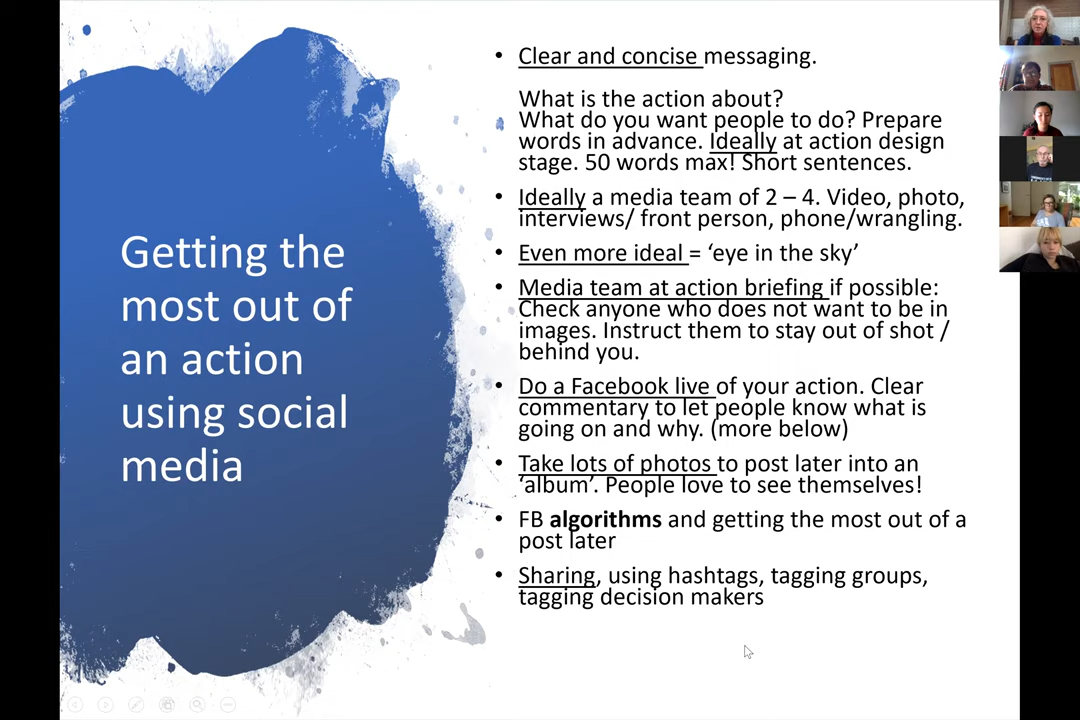 Getting the
most out of
an action
using social
media
• Clear and concise messaging.
What is the action about?
What do you want people to do? Prepare
words in advance. Ideally at action design
stage. 50 words max! Short sentences.
• Ideally a media team of 2 – 4. Video, photo,
interviews/ front person, phone/wrangling.
• Even more ideal = ‘eye in the sky’
• Media team at action briefing if possible:
Check anyone who does not want to be in
images. Instruct them to stay out of shot /
behind you.
• Do a Facebook live of your action. Clear
commentary to let people know what is
going on and why. (more below)
• Take lots of photos to post later into an
‘album’. People love to see themselves!
• FB algorithms and getting the most out of a
post later
• Sharing, using hashtags, tagging groups,
tagging decision makers